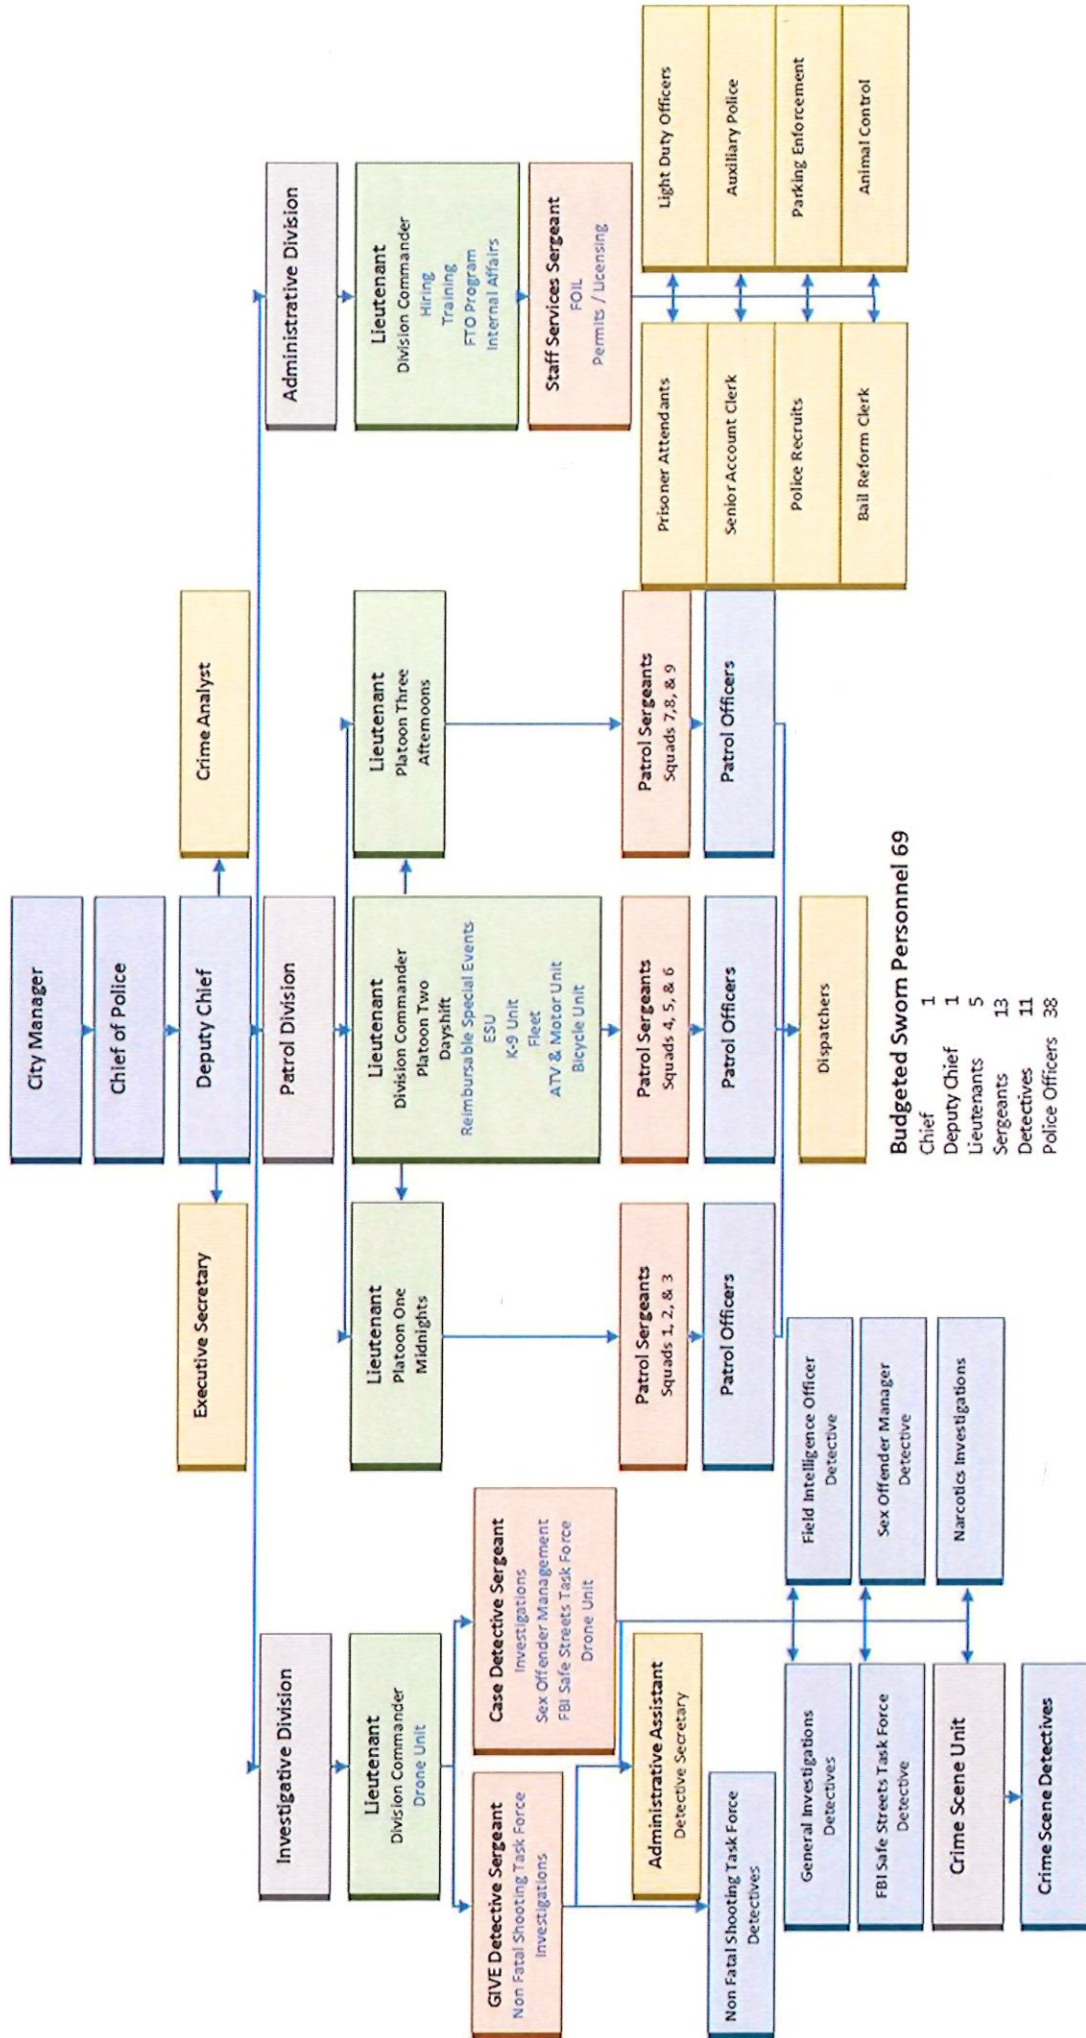 City Manager
Chief of Police
Executive Secretary
Deputy Chief
Crime Analyst
Investigative Division
Patrol Division
Administrative Division
Lieutenant
Division Commander
Drone Unit
Lieutenant
Platoon One
Midnights
Lieutenant
Division Commander
Platoon Two
Dayshift
Reimbursable Special Events
ESU
K-9 Unit
Fleet
ATV & Motor Unit
Bicycle Unit
Lieutenant
Platoon Three
Afternoons
Lieutenant
Division Commander
Hiring
Training
FTO Program
Internal Affairs
GIVE Detective Sergeant
Non Fatal Shooting Task Force
Investigations
Case Detective Sergeant
Investigations
Sex Offender Management
FBI Safe Streets Task Force
Drone Unit
Staff Services Sergeant
FOIL
Permits / Licensing
Administrative Assistant
Detective Secretary
Patrol Sergeants
Squads 1, 2, & 3
Patrol Sergeants
Squads 4, 5, & 6
Patrol Sergeants
Squads 7,8, & 9
Prisoner Attendants
Light Duty Officers
Senior Account Clerk
Auxiliary Police
Police Recruits
Parking Enforcement
Bail Reform Clerk
Animal Control
Non Fatal Shooting Task Force
Detectives
Patrol Officers
Patrol Officers
Patrol Officers
General Investigations
Detectives
Field Intelligence Officer
Detective
Dispatchers
FBI Safe Streets Task Force
Detective
Sex Offender Manager
Detective
Crime Scene Unit
Narcotics Investigations
Crime Scene Detectives
Budgeted Sworn Personnel 69
Chief 1
Deputy Chief 1
Lieutenants 5
Sergeants 13
Detectives 11
Police Officers 38